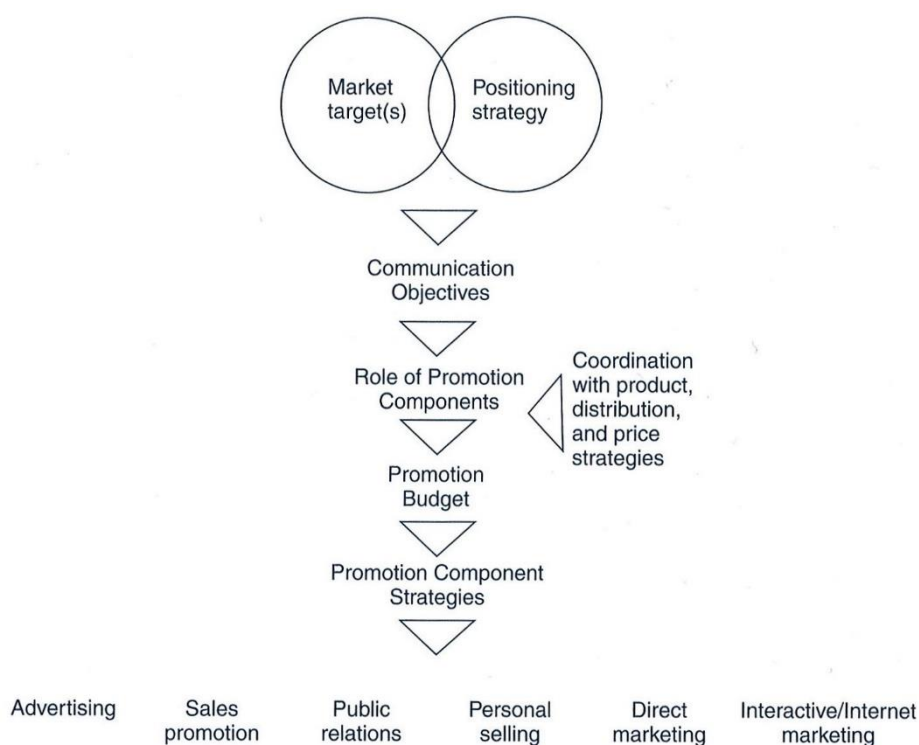 Market
target(s)
Positioning
strategy
Communication
Objectives
Role of Promotion
Components
Coordination
with product,
distribution,
and price
strategies
Promotion
Budget
Promotion Component
Strategies
Advertising
Sales
promotion
Public
relations
Personal
selling
Direct
marketing
Interactive/Internet
marketing